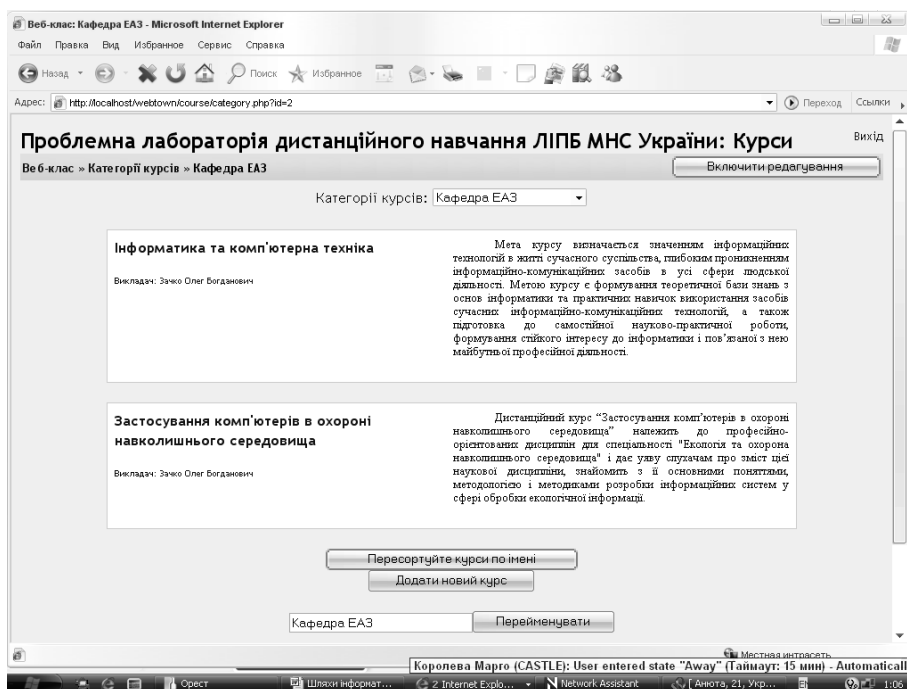 Веб-клас: Кафедра ЕАЗ - Microsoft Internet Explorer
Файл Правка Вид Избранное Сервис Справка
Назад Поиск Избранное
Адрес: http://localhost/webtown/course/category.php?id=2 Переход Ссылки
Проблемна лабораторія дистанційного навчання ЛІПБ МНС України: Курси
Вихід
Веб-клас » Категорії курсів » Кафедра ЕАЗ
Включити редагування
Категорії курсів: Кафедра ЕАЗ
Інформатика та комп'ютерна техніка
Викладач: Зачко Олег Богданович
Мета курсу визначається значенням інформаційних
технологій в житті сучасного суспільства, глибоким проникненням
інформаційно-комунікаційних засобів в усі сфери людської
діяльності. Метою курсу є формування теоретичної бази знань з
основ інформатики та практичних навичок використання засобів
сучасних інформаційно-комунікаційних технологій, а також
підготовка до самостійної науково-практичної роботи,
формування стійкого інтересу до інформатики і пов’язаної з нею
майбутньої професійної діяльності.
Застосування комп'ютерів в охороні
навколишнього середовища
Викладач: Зачко Олег Богданович
Дистанційний курс “Застосування комп’ютерів в охороні
навколишнього середовища” належить до професійно-
орієнтованих дисциплін для спеціальності "Екологія та охорона
навколишнього середовища" і дає уяву слухачам про зміст цієї
наукової дисципліни, знайомить з її основними поняттями,
методологією і методиками розробки інформаційних систем у
сфері обробки екологічної інформації.
Пересортуйте курси по імені
Додати новий курс
Кафедра ЕАЗ Перейменувати
Местная интрасеть
Королева Марго (CASTLE): User entered state "Away" (Таймаут: 15 мин) - Automaticall
Орест Шляхи інформат... 2 Internet Explo... Network Assistant [ Анюта, 21, Укр... 1:06